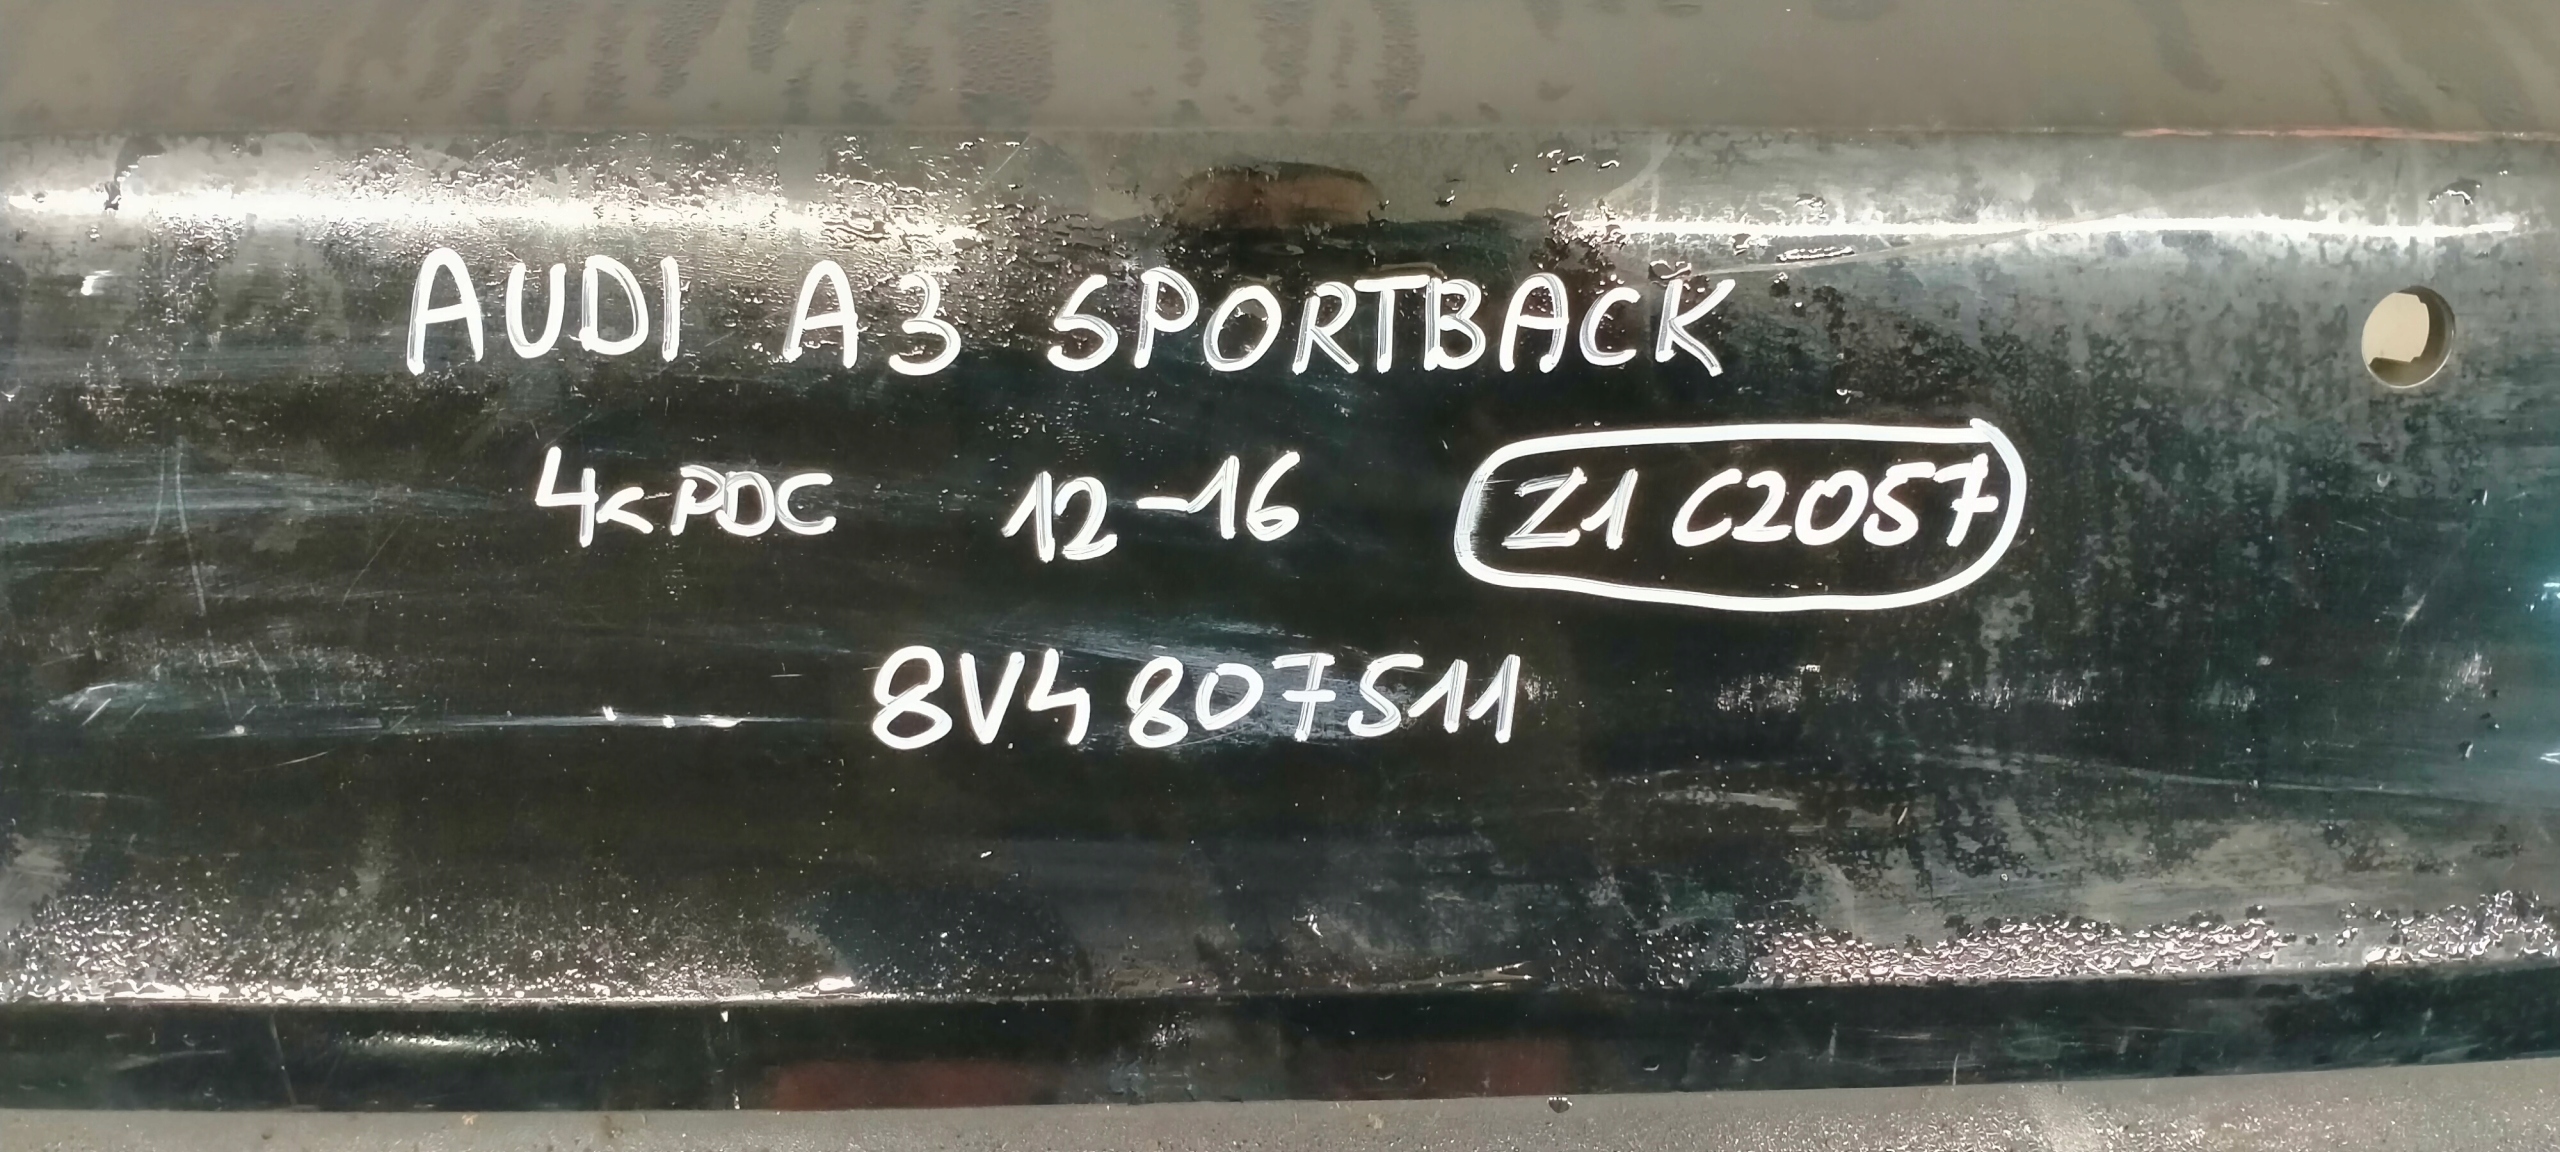 AUDI A3 SPORTBACK
4xPDC 12-16 Z1 C2057
8V4807511